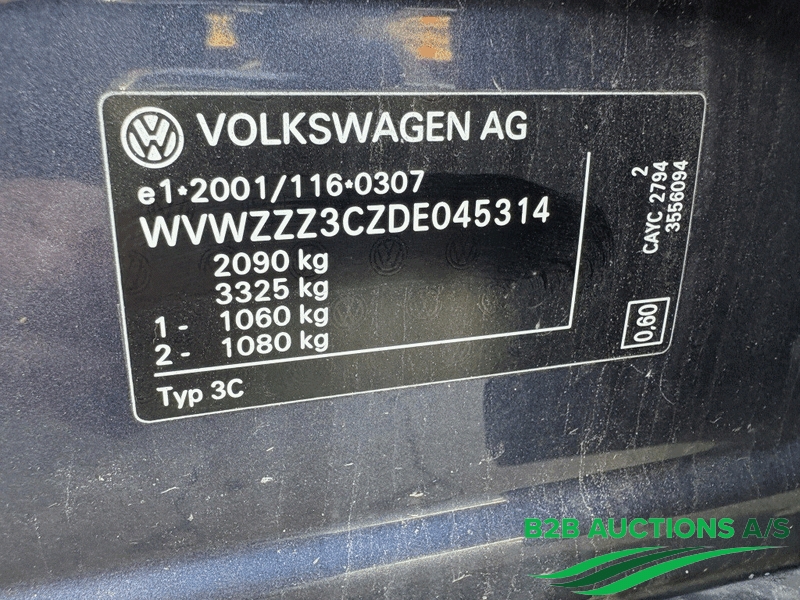 VOLKSWAGEN AG
e1*2001/116*0307
WVWZZZ3CZDE045314
2090 kg
3325 kg
1 - 1060 kg
2 - 1080 kg
Typ 3C
2
CAYC 2794
3556094
0.60
B2B AUCTIONS A/S